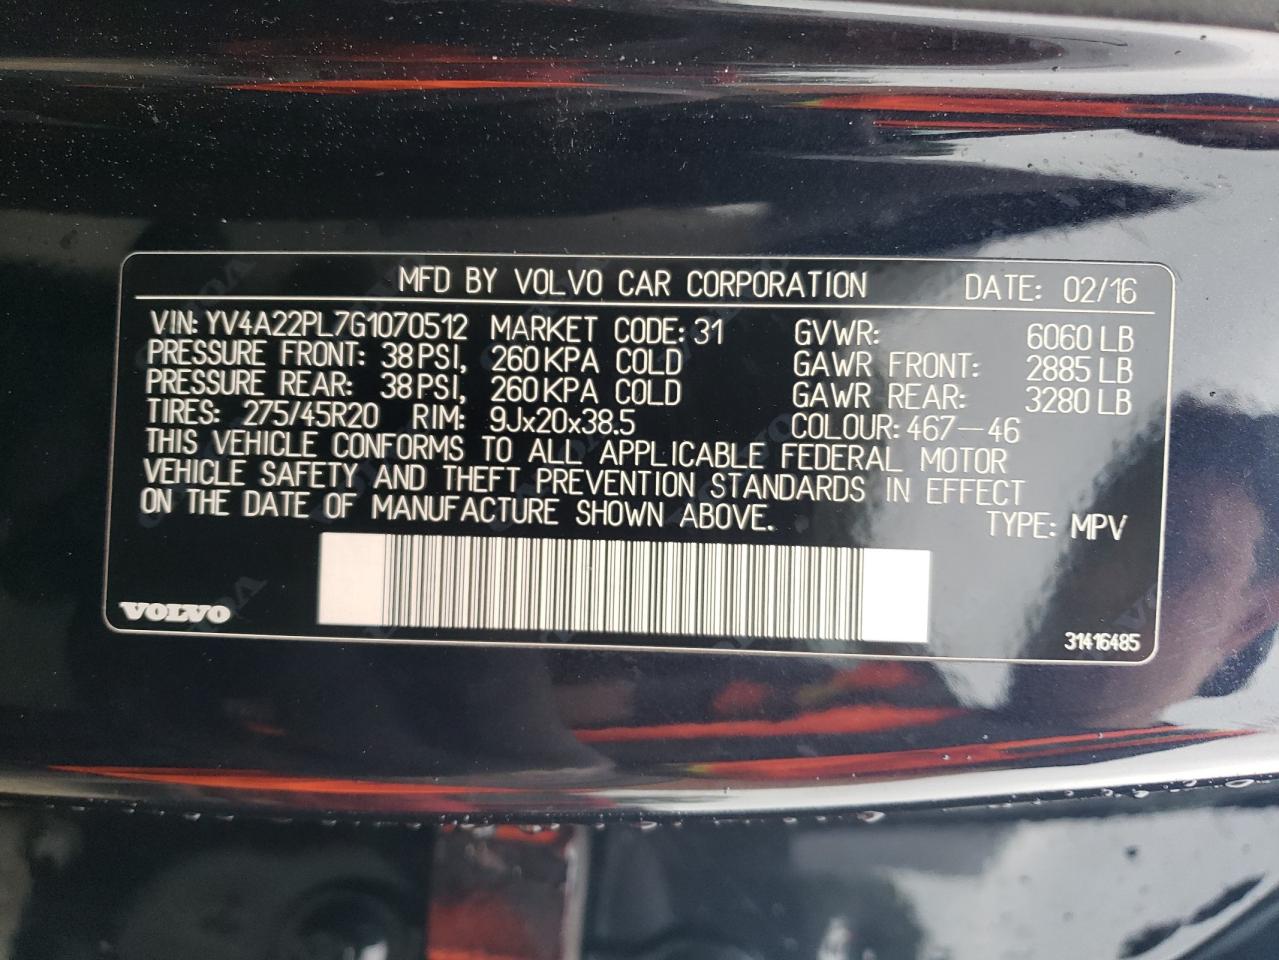 MFD BY VOLVO CAR CORPORATION DATE: 02/16
VIN: YV4A22PL7G1070512 MARKET CODE: 31 GVWR: 6060 LB
PRESSURE FRONT: 38 PSI, 260 KPA COLD GAWR FRONT: 2885 LB
PRESSURE REAR: 38 PSI, 260 KPA COLD GAWR REAR: 3280 LB
TIRES: 275/45R20 RIM: 9Jx20x38.5 COLOUR: 467-46
THIS VEHICLE CONFORMS TO ALL APPLICABLE FEDERAL MOTOR
VEHICLE SAFETY AND THEFT PREVENTION STANDARDS IN EFFECT
ON THE DATE OF MANUFACTURE SHOWN ABOVE. TYPE: MPV
VOLVO
31416485